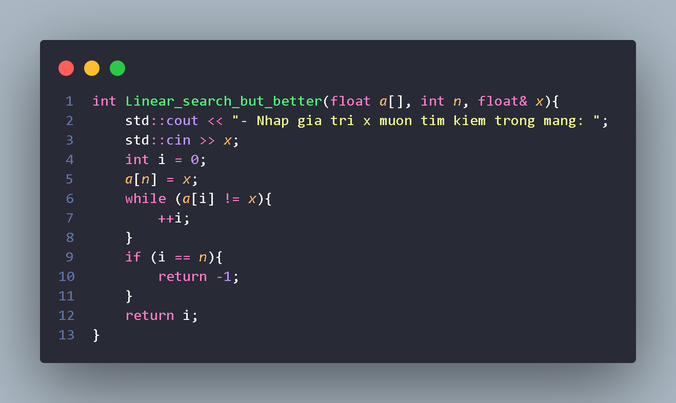 1 int Linear_search_but_better(float a[], int n, float& x){
2     std::cout << "- Nhap gia tri x muon tim kiem trong mang: ";
3     std::cin >> x;
4     int i = 0;
5     a[n] = x;
6     while (a[i] != x){
7         ++i;
8     }
9     if (i == n){
10         return -1;
11     }
12     return i;
13 }